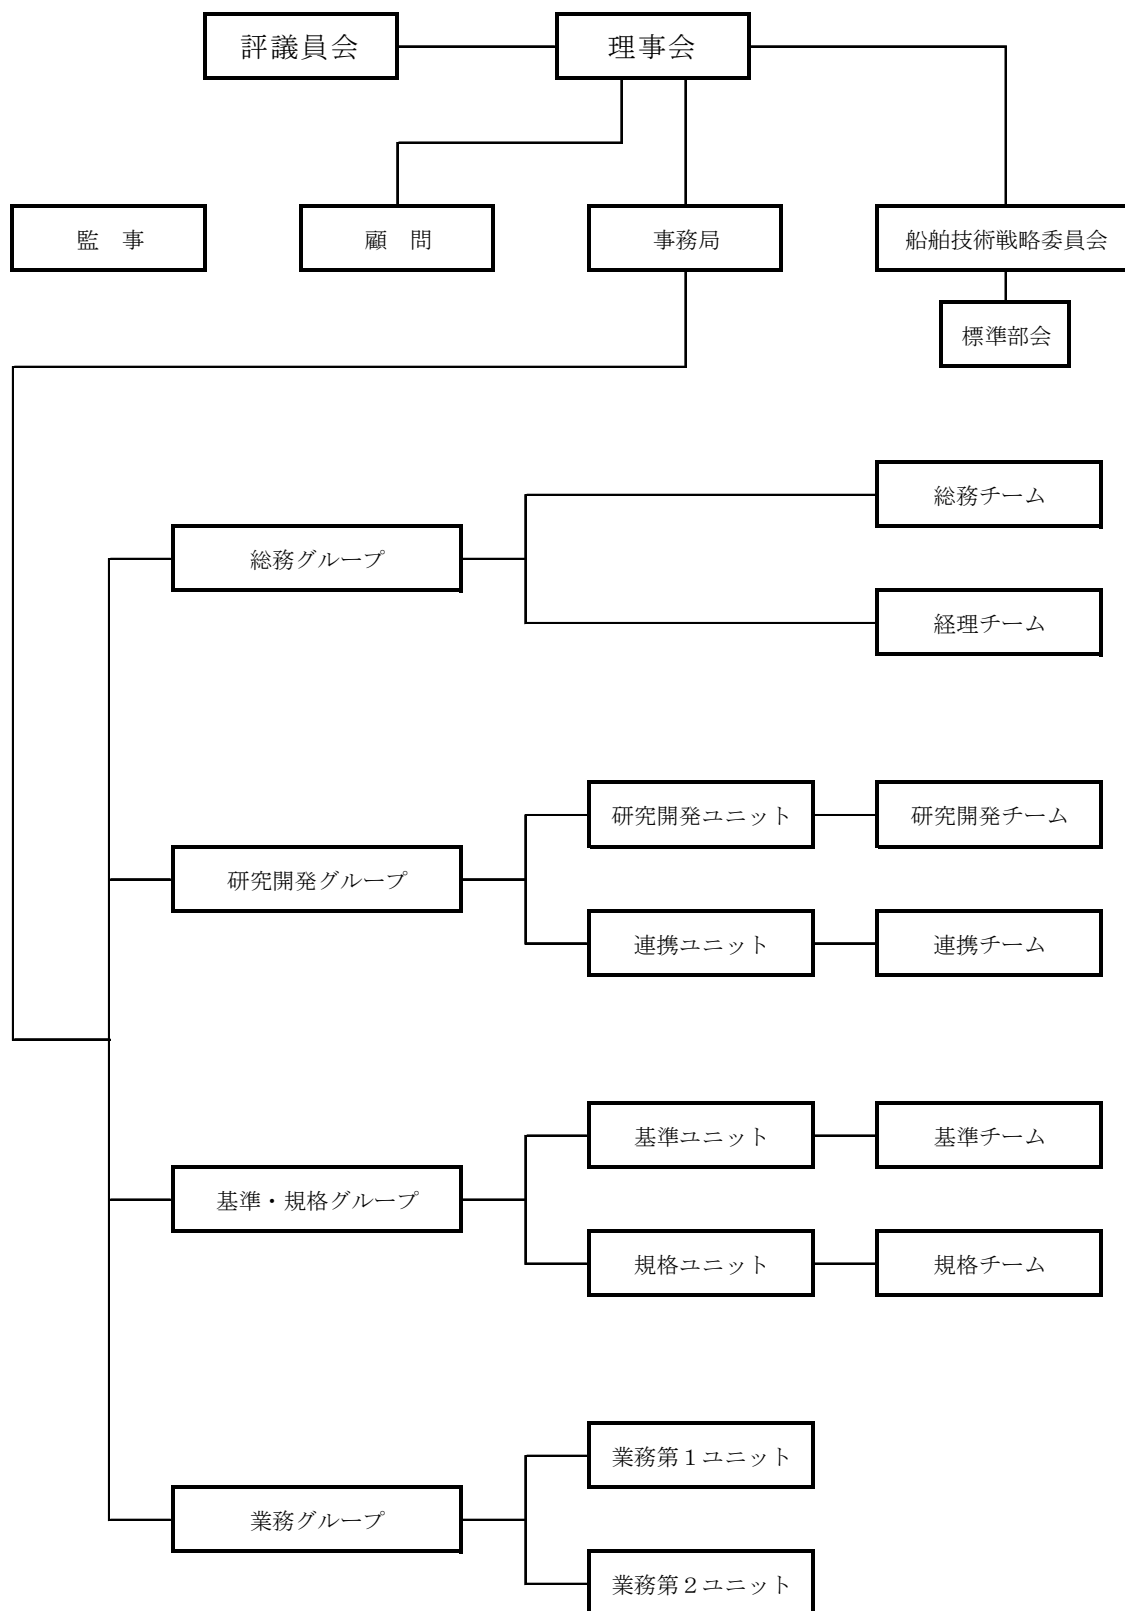 評議員会
理事会
監　事
顧　問
事務局
船舶技術戦略委員会
標準部会
総務チーム
総務グループ
経理チーム
研究開発ユニット
研究開発チーム
研究開発グループ
連携ユニット
連携チーム
基準ユニット
基準チーム
基準・規格グループ
規格ユニット
規格チーム
業務第１ユニット
業務グループ
業務第２ユニット